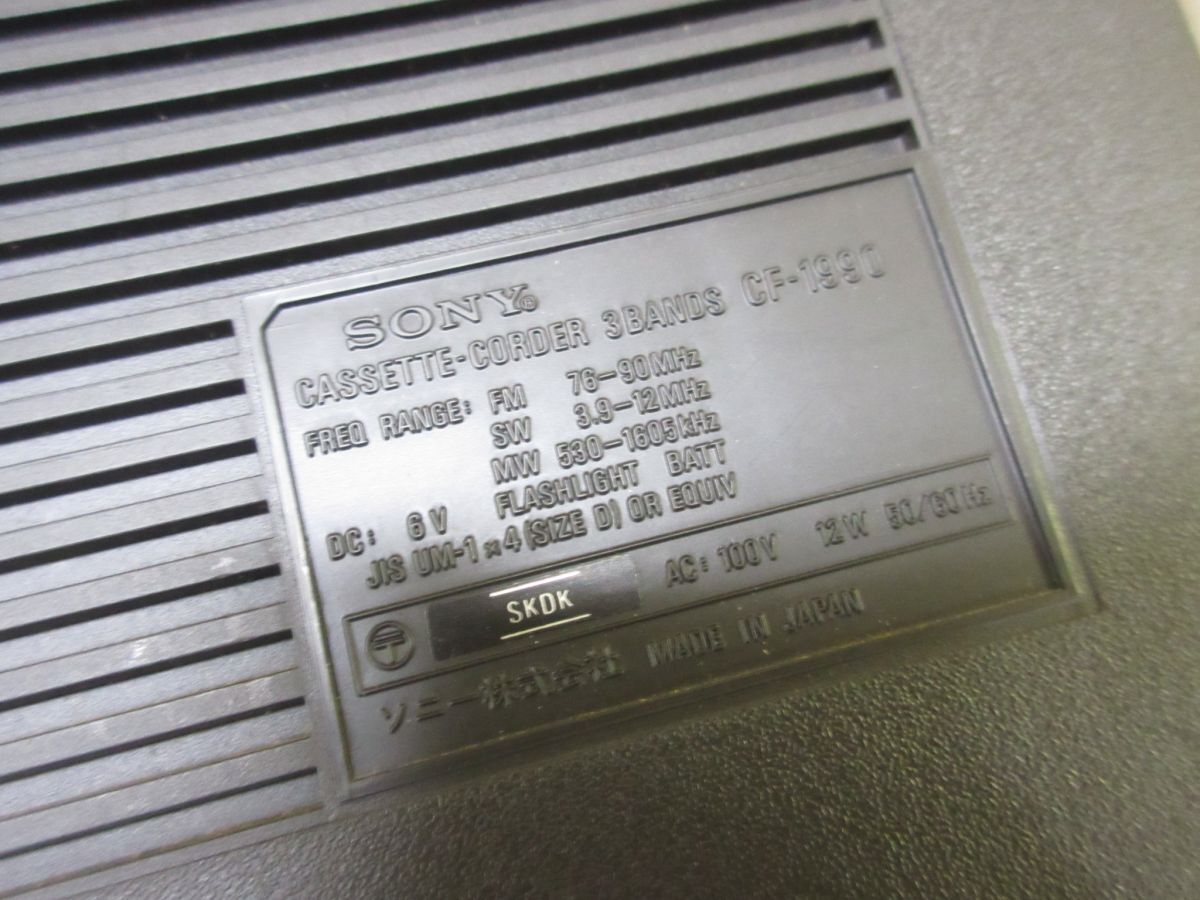 SONY®
CASSETTE-CORDER 3BANDS CF-1990
FREQ RANGE: FM 76-90MHz
SW 3.9-12MHz
MW 530-1605kHz
DC: 6V FLASHLIGHT BATT
JIS UM-1 × 4 (SIZE D) OR EQUIV
SKDK AC: 100V 12W 50/60Hz
ソニー株式会社 MADE IN JAPAN